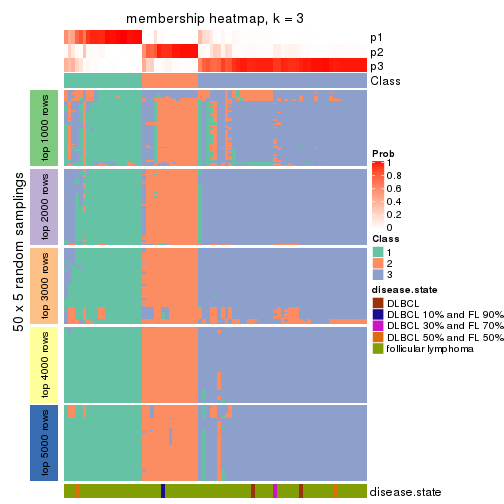 membership heatmap, k = 3
p1
p2
p3
Class
50 x 5 random samplings
top 1000 rows
top 2000 rows
top 3000 rows
top 4000 rows
top 5000 rows
Prob
1
0.8
0.6
0.4
0.2
0
Class
1
2
3
disease.state
DLBCL
DLBCL 10% and FL 90%
DLBCL 30% and FL 70%
DLBCL 50% and FL 50%
follicular lymphoma
disease.state